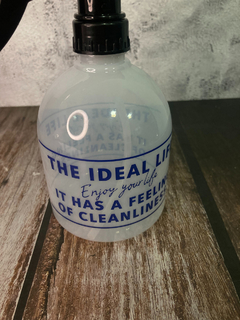 THE IDEAL LIF
Enjoy your life
IT HAS A FEELIN
OF CLEANLINES